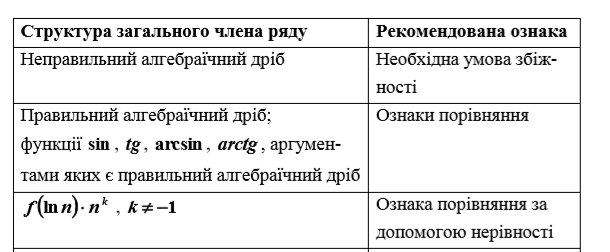 Структура загального члена ряду
Рекомендована ознака
Неправильний алгебраїчний дріб
Необхідна умова збіж-
ності
Правильний алгебраїчний дріб;
функції sin , tg , arcsin , arctg , аргумен-
тами яких є правильний алгебраїчний дріб
Ознаки порівняння
f(ln n) · n^k , k ≠ −1
Ознака порівняння за
допомогою нерівності